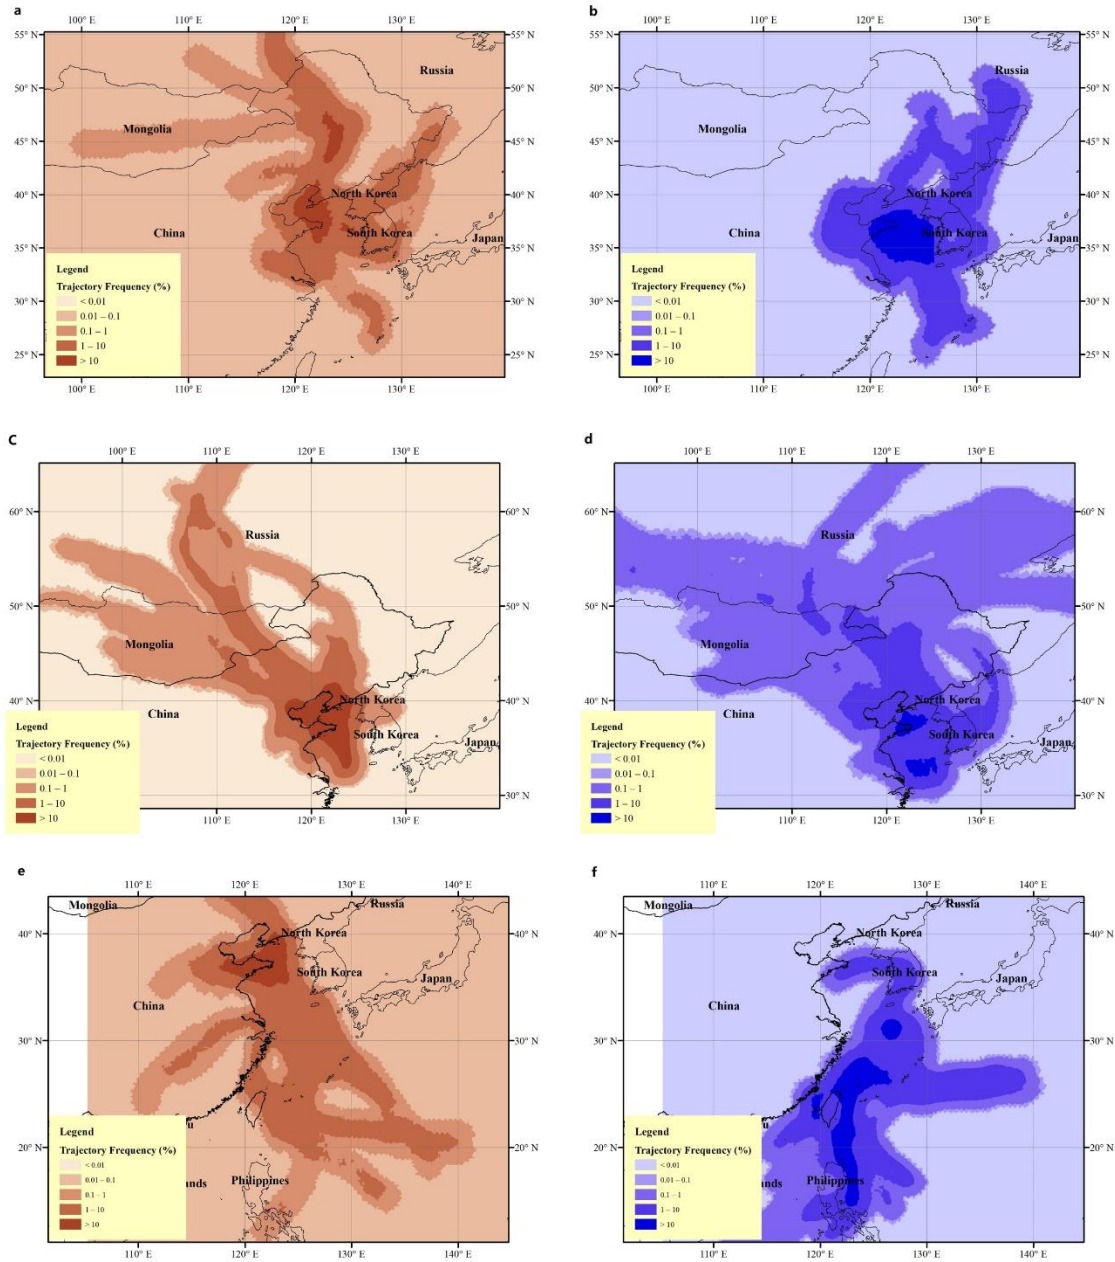 a
100° E 110° E 120° E 130° E
55° N 55° N
Russia
50° N 50° N
Mongolia
45° N 45° N
40° N North Korea 40° N
China South Korea Japan
35° N 35° N
Legend
Trajectory Frequency (%)
< 0.01
0.01 – 0.1
0.1 – 1
1 – 10
> 10
30° N
25° N 25° N
100° E 110° E 120° E 130° E
b
100° E 110° E 120° E 130° E
55° N 55° N
Russia
50° N 50° N
Mongolia
45° N 45° N
40° N North Korea 40° N
China South Korea Japan
35° N 35° N
Legend
Trajectory Frequency (%)
< 0.01
0.01 – 0.1
0.1 – 1
1 – 10
> 10
30° N 30° N
25° N 25° N
100° E 110° E 120° E 130° E
c
100° E 110° E 120° E 130° E
60° N 60° N
Russia
50° N 50° N
Mongolia
40° N North Korea 40° N
China
South Korea Japan
Legend
Trajectory Frequency (%)
< 0.01
0.01 – 0.1
0.1 – 1
1 – 10
> 10
30° N
110° E 120° E 130° E
d
110° E 120° E 130° E
60° N 60° N
Russia
50° N 50° N
Mongolia
40° N North Korea 40° N
China
South Korea Japan
Legend
Trajectory Frequency (%)
< 0.01
0.01 – 0.1
0.1 – 1
1 – 10
> 10
30° N
110° E 120° E 130° E
e
110° E 120° E 130° E 140° E
Mongolia Russia
40° N North Korea 40° N
South Korea Japan
China
30° N 30° N
u
20° N
Legend
Trajectory Frequency (%)
< 0.01
0.01 – 0.1
0.1 – 1
1 – 10
> 10
ands Philippines
110° E 120° E 130° E 140° E
f
110° E 120° E 130° E 140° E
Mongolia Russia
40° N North Korea 40° N
South Korea Japan
China
30° N 30° N
u
20° N
Legend
Trajectory Frequency (%)
< 0.01
0.01 – 0.1
0.1 – 1
1 – 10
> 10
nds Philippines
110° E 120° E 130° E 140° E